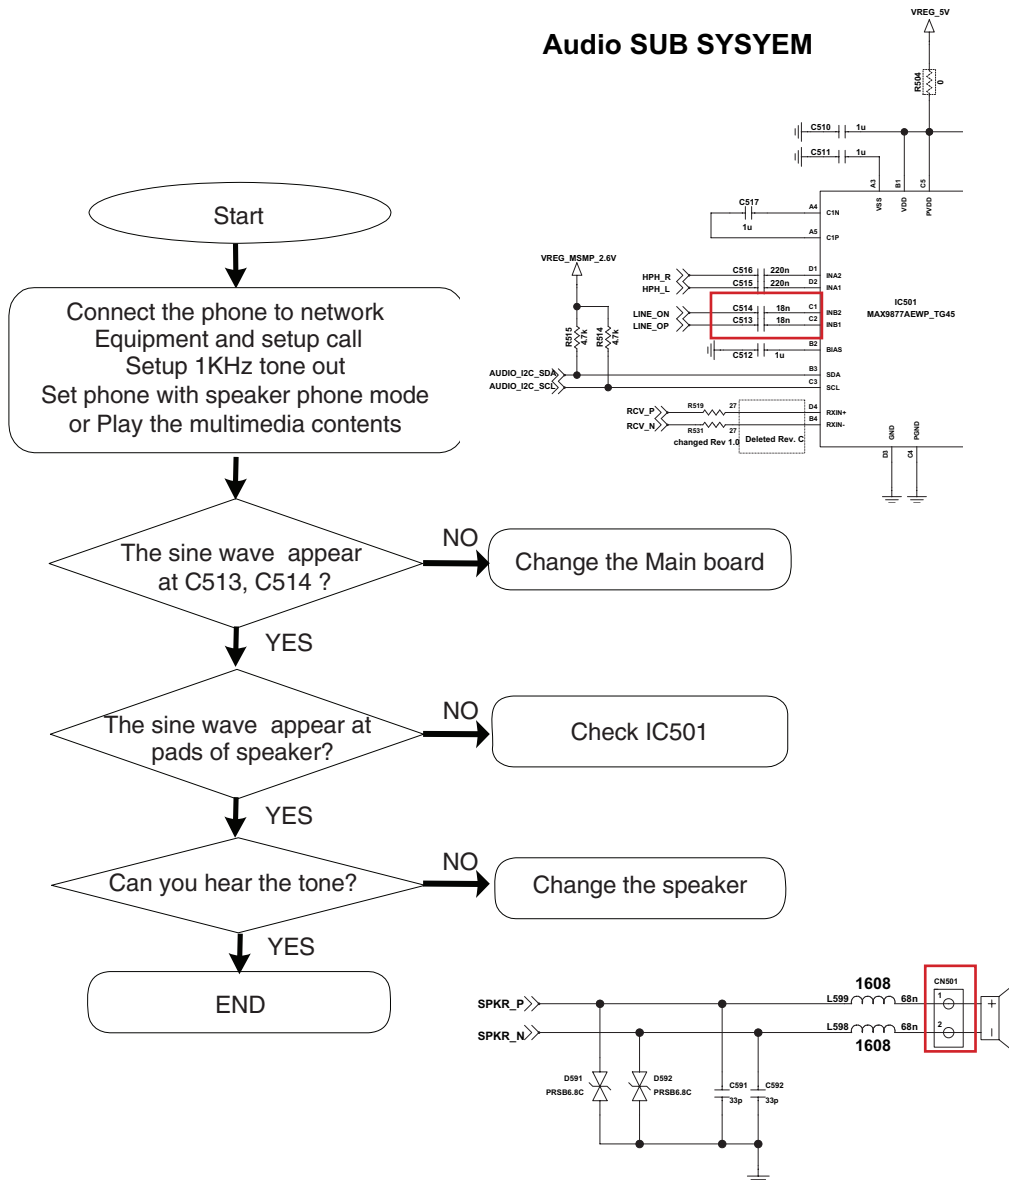 Audio SUB SYSYEM
Start
Connect the phone to network
Equipment and setup call
Setup 1KHz tone out
Set phone with speaker phone mode
or Play the multimedia contents
The sine wave appear
at C513, C514 ?
NO
Change the Main board
YES
The sine wave appear at
pads of speaker?
NO
Check IC501
YES
Can you hear the tone?
NO
Change the speaker
YES
END
VREG_5V
R504
0
C510 1u
C511 1u
A3
B1
C5
VSS
VDD
PVDD
C517
1u
A4
C1N
A5
C1P
VREG_MSMP_2.6V
HPH_R C516 220n D1 INA2
HPH_L C515 220n D2 INA1
LINE_ON C514 18n C1 INB2
LINE_OP C513 18n C2 INB1
IC501
MAX9877AEWP_TG45
R515
4.7k
R514
4.7k
C512 1u B2 BIAS
AUDIO_I2C_SDA B3 SDA
AUDIO_I2C_SCL C3 SCL
RCV_P R519 27 D4 RXIN+
RCV_N R531 27 B4 RXIN-
changed Rev 1.0
Deleted Rev. C
GND
PGND
D3
C4
SPKR_P
SPKR_N
L599 1608 68n
L598 68n
1608
CN501
1
2
+
-
D591
PRSB6.8C
D592
PRSB6.8C
C591
33p
C592
33p